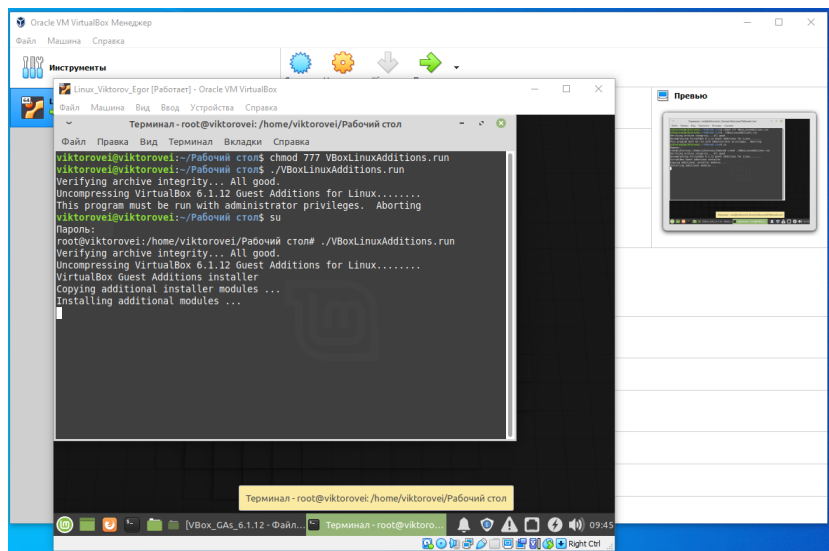 Oracle VM VirtualBox Менеджер
Файл Машина Справка
Инструменты
Превью
Linux_Viktorov_Egor [Работает] - Oracle VM VirtualBox
Файл Машина Вид Ввод Устройства Справка
Терминал - root@viktorovei: /home/viktorovei/Рабочий стол
Файл Правка Вид Терминал Вкладки Справка
viktorovei@viktorovei:~/Рабочий стол$ chmod 777 VBoxLinuxAdditions.run
viktorovei@viktorovei:~/Рабочий стол$ ./VBoxLinuxAdditions.run
Verifying archive integrity... All good.
Uncompressing VirtualBox 6.1.12 Guest Additions for Linux........
This program must be run with administrator privileges.  Aborting
viktorovei@viktorovei:~/Рабочий стол$ su
Пароль:
root@viktorovei:/home/viktorovei/Рабочий стол# ./VBoxLinuxAdditions.run
Verifying archive integrity... All good.
Uncompressing VirtualBox 6.1.12 Guest Additions for Linux........
VirtualBox Guest Additions installer
Copying additional installer modules ...
Installing additional modules ...
Терминал - root@viktorovei: /home/viktorovei/Рабочий стол
[VBox_GAs_6.1.12 - Файл...
Терминал - root@viktoro...
09:45
Right Ctrl